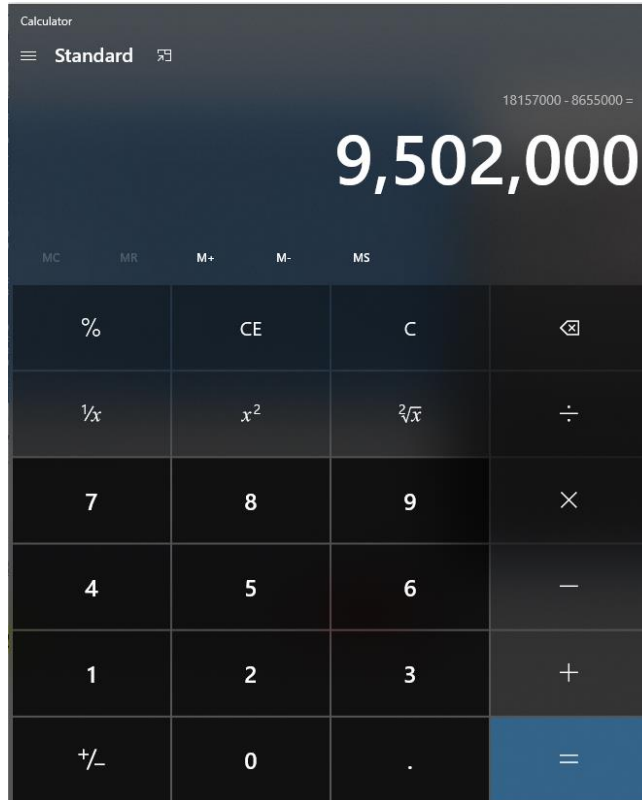 Calculator
Standard
18157000 - 8655000 =
9,502,000
MC MR M+ M- MS
% CE C
¹/x x² ²√x ÷
7 8 9 ×
4 5 6 −
1 2 3 +
+/− 0 . =